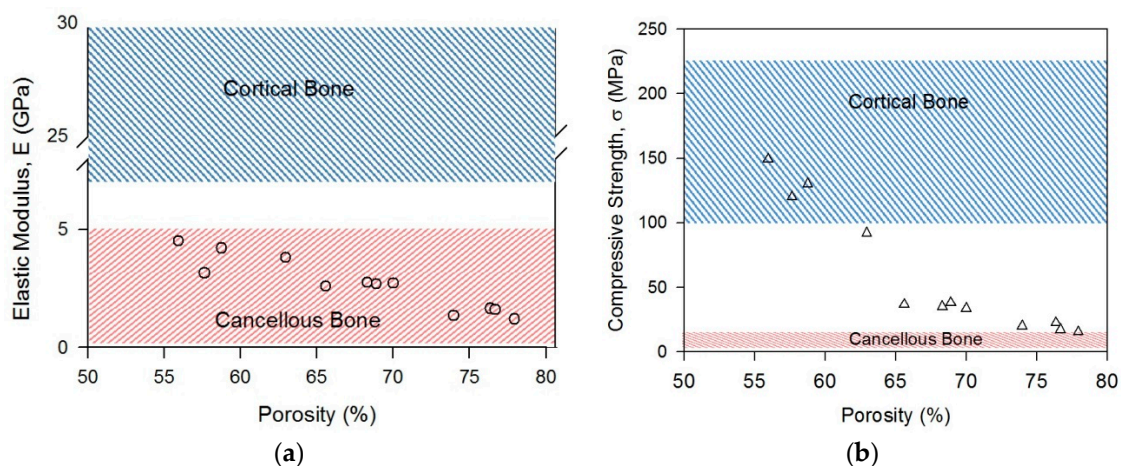 30
25
5
0
Elastic Modulus, E (GPa)
Cortical Bone
Cancellous Bone
50 55 60 65 70 75 80
Porosity (%)
(a)
250
200
150
100
50
0
Compressive Strength, σ (MPa)
Cortical Bone
Cancellous Bone
50 55 60 65 70 75 80
Porosity (%)
(b)